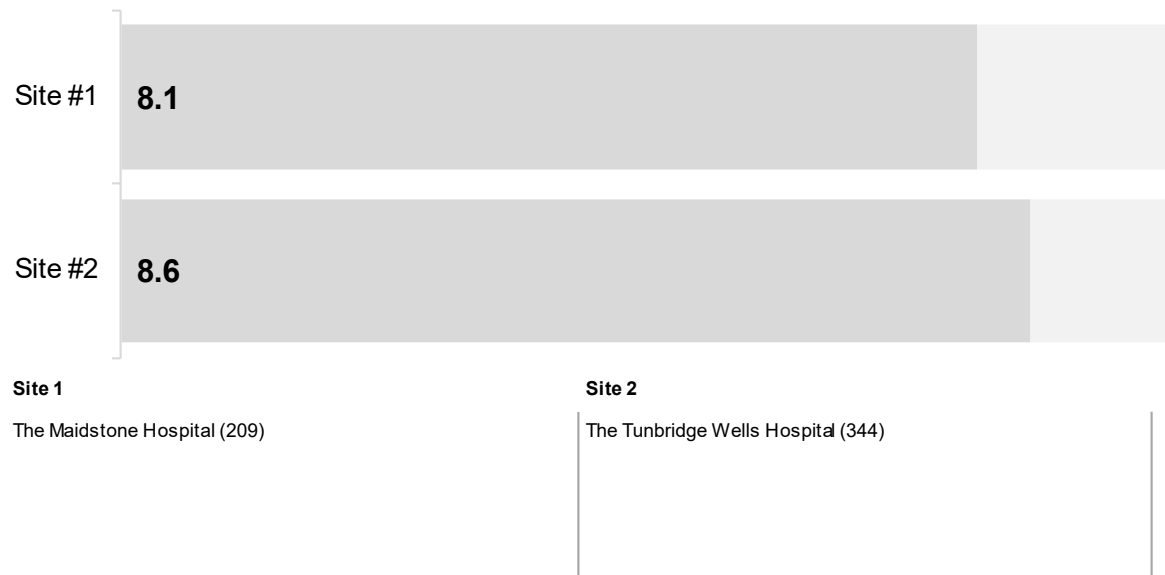 Site #1
8.1
Site #2
8.6
Site 1
Site 2
The Maidstone Hospital (209)
The Tunbridge Wells Hospital (344)